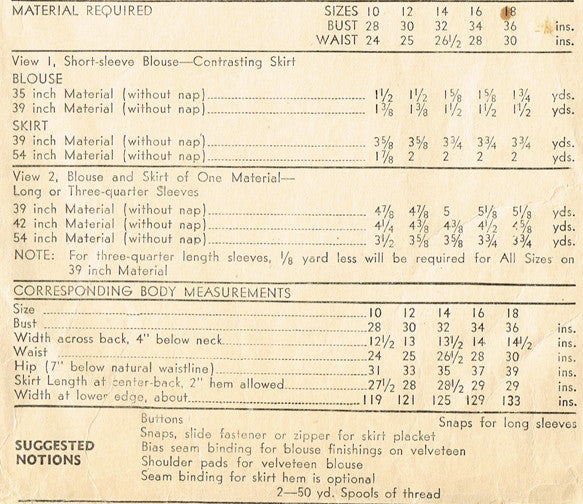 MATERIAL REQUIRED SIZES 10 12 14 16 18
BUST 28 30 32 34 36 ins.
WAIST 24 25 26½ 28 30 ins.
View 1, Short-sleeve Blouse—Contrasting Skirt
BLOUSE
35 inch Material (without nap) 1½ 1½ 1⅝ 1⅝ 1¾ yds.
39 inch Material (without nap) 1⅜ 1⅜ 1½ 1½ 1½ yds.
SKIRT
39 inch Material (without nap) 3⅝ 3⅝ 3¾ 3¾ 3¾ yds.
54 inch Material (without nap) 1⅞ 2 2 2 2 yds.
View 2, Blouse and Skirt of One Material—
Long or Three-quarter Sleeves
39 inch Material (without nap) 4⅞ 4⅞ 5 5⅛ 5⅛ yds.
42 inch Material (without nap) 4¼ 4⅜ 4⅜ 4½ 4⅝ yds.
54 inch Material (without nap) 3½ 3⅝ 3⅝ 3¾ 3¾ yds.
NOTE: For three-quarter length sleeves, ⅛ yard less will be required for All Sizes on
39 inch Material
CORRESPONDING BODY MEASUREMENTS
Size 10 12 14 16 18
Bust 28 30 32 34 36 ins.
Width across back, 4" below neck 12½ 13 13½ 14 14½ ins.
Waist 24 25 26½ 28 30 ins.
Hip (7" below natural waistline) 31 33 35 37 39 ins.
Skirt Length at center-back, 2" hem allowed 27½ 28 28½ 29 29 ins.
Width at lower edge, about 119 121 125 129 133 ins.
SUGGESTED
NOTIONS
Buttons Snaps for long sleeves
Snaps, slide fastener or zipper for skirt placket
Bias seam binding for blouse finishings on velveteen
Shoulder pads for velveteen blouse
Seam binding for skirt hem is optional
2—50 yd. Spools of thread